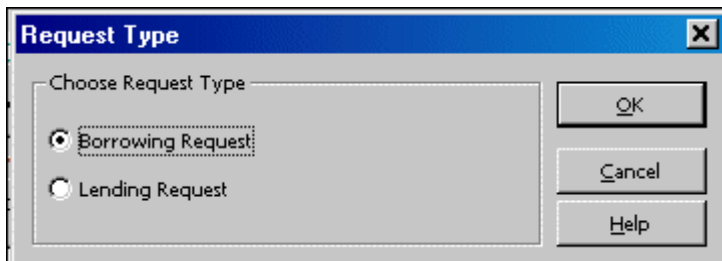 Request Type
Choose Request Type
Borrowing Request
Lending Request
OK
Cancel
Help